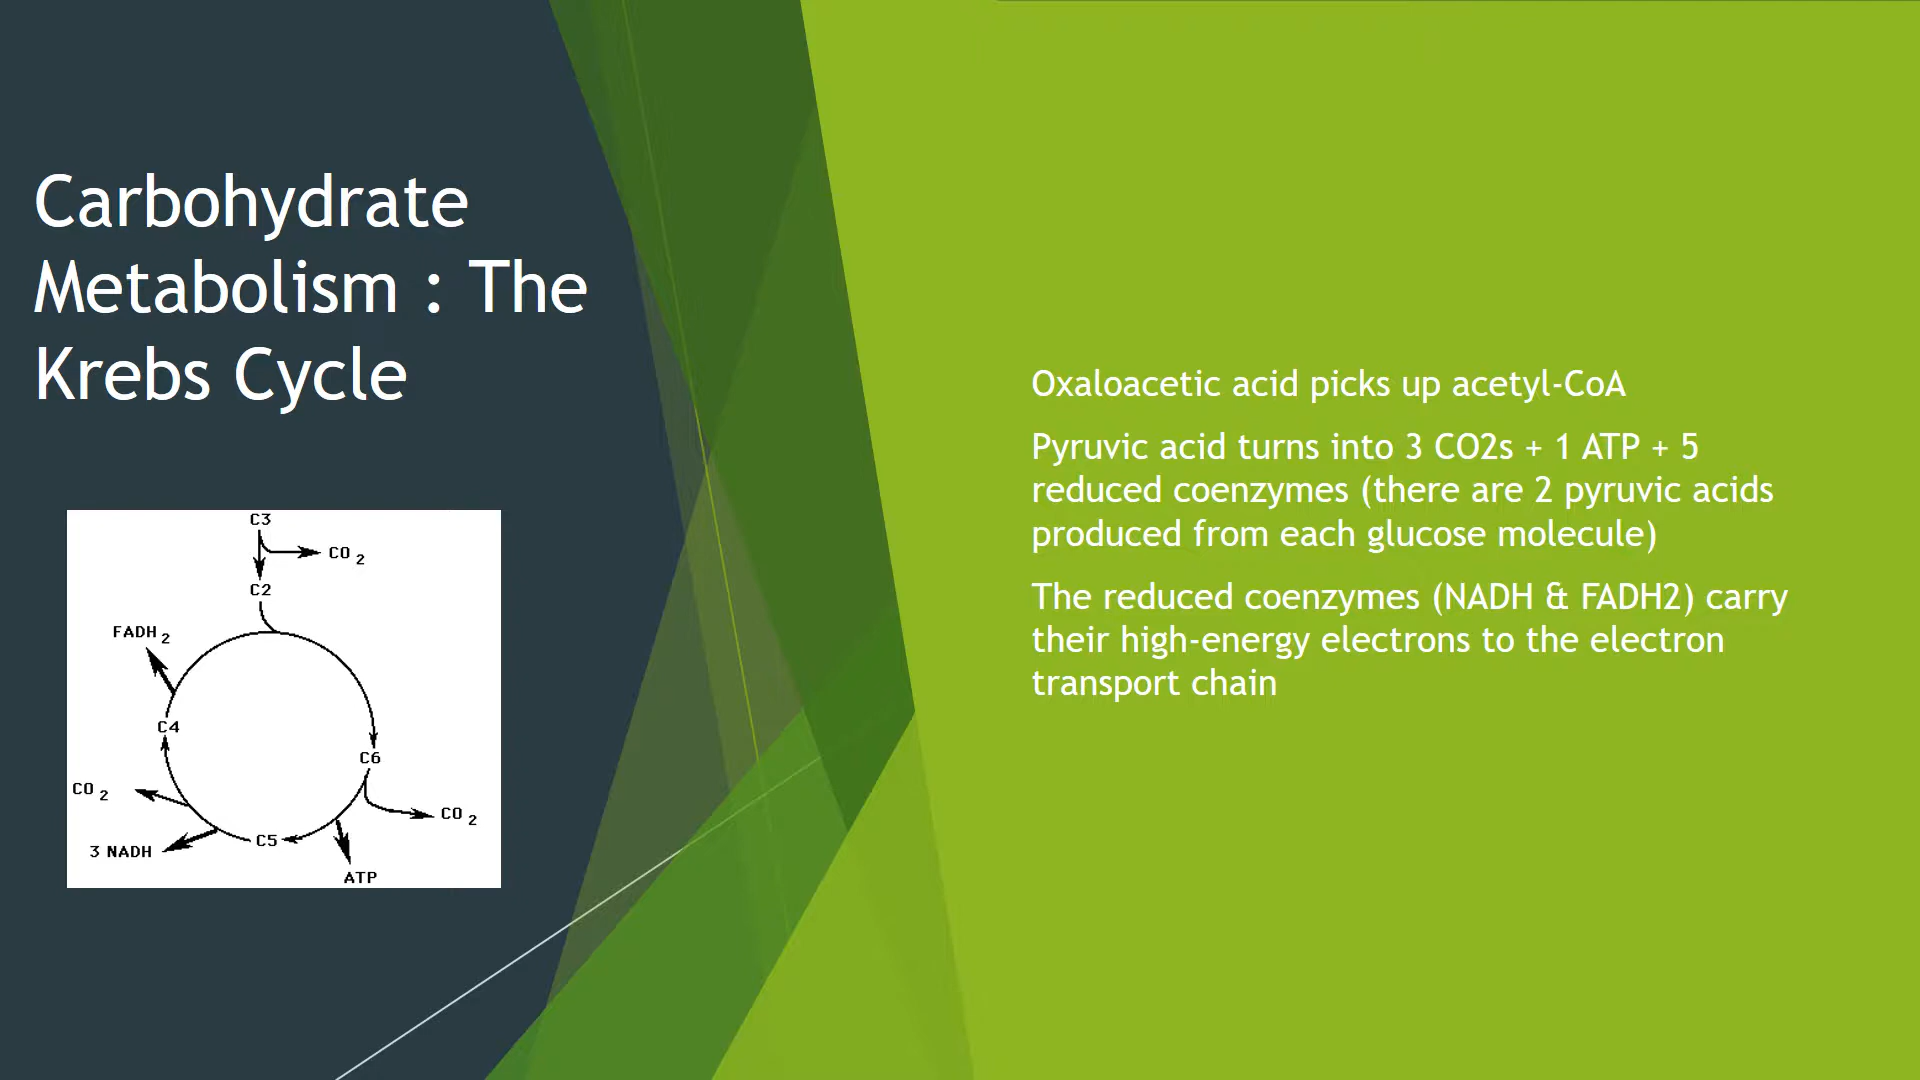 Carbohydrate
Metabolism : The
Krebs Cycle
C3
CO 2
C2
FADH 2
C4
C6
CO 2
CO 2
C5
3 NADH
ATP
Oxaloacetic acid picks up acetyl-CoA
Pyruvic acid turns into 3 CO2s + 1 ATP + 5
reduced coenzymes (there are 2 pyruvic acids
produced from each glucose molecule)
The reduced coenzymes (NADH & FADH2) carry
their high-energy electrons to the electron
transport chain